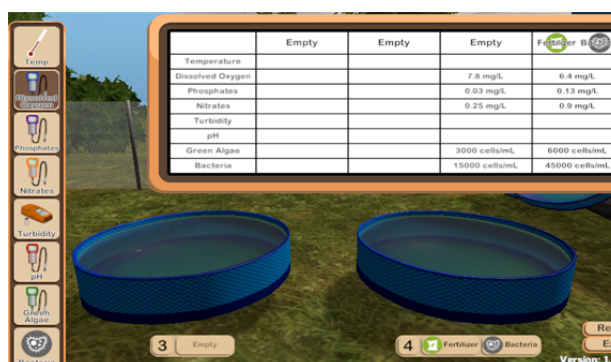 Temp
Dissolved
Oxygen
Phosphates
Nitrates
Turbidity
pH
Green
Algae
Empty Empty Empty Fertilizer
Temperature
Dissolved Oxygen 7.8 mg/L 6.4 mg/L
Phosphates 0.03 mg/L 0.13 mg/L
Nitrates 0.25 mg/L 0.9 mg/L
Turbidity
pH
Green Algae 3000 cells/mL 6000 cells/mL
Bacteria 15000 cells/mL 45000 cells/mL
3 Empty
4 Fertilizer Bacteria
Version: 1